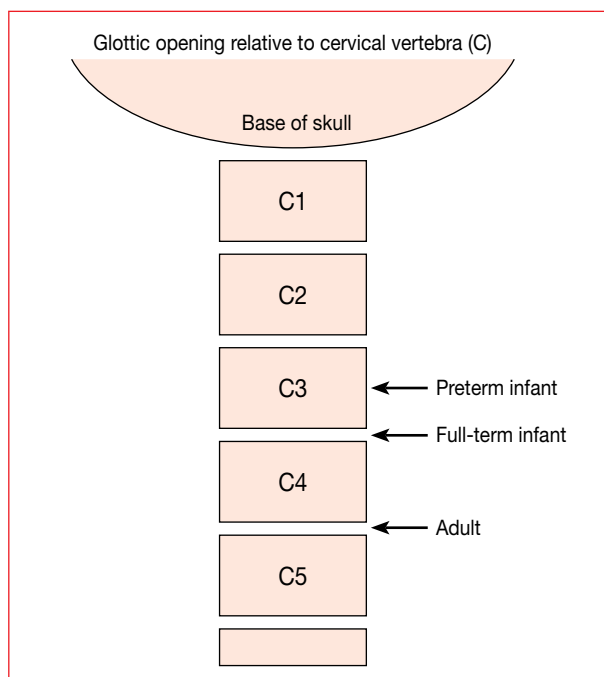 Glottic opening relative to cervical vertebra (C)
Base of skull
C1
C2
C3
Preterm infant
Full-term infant
C4
Adult
C5